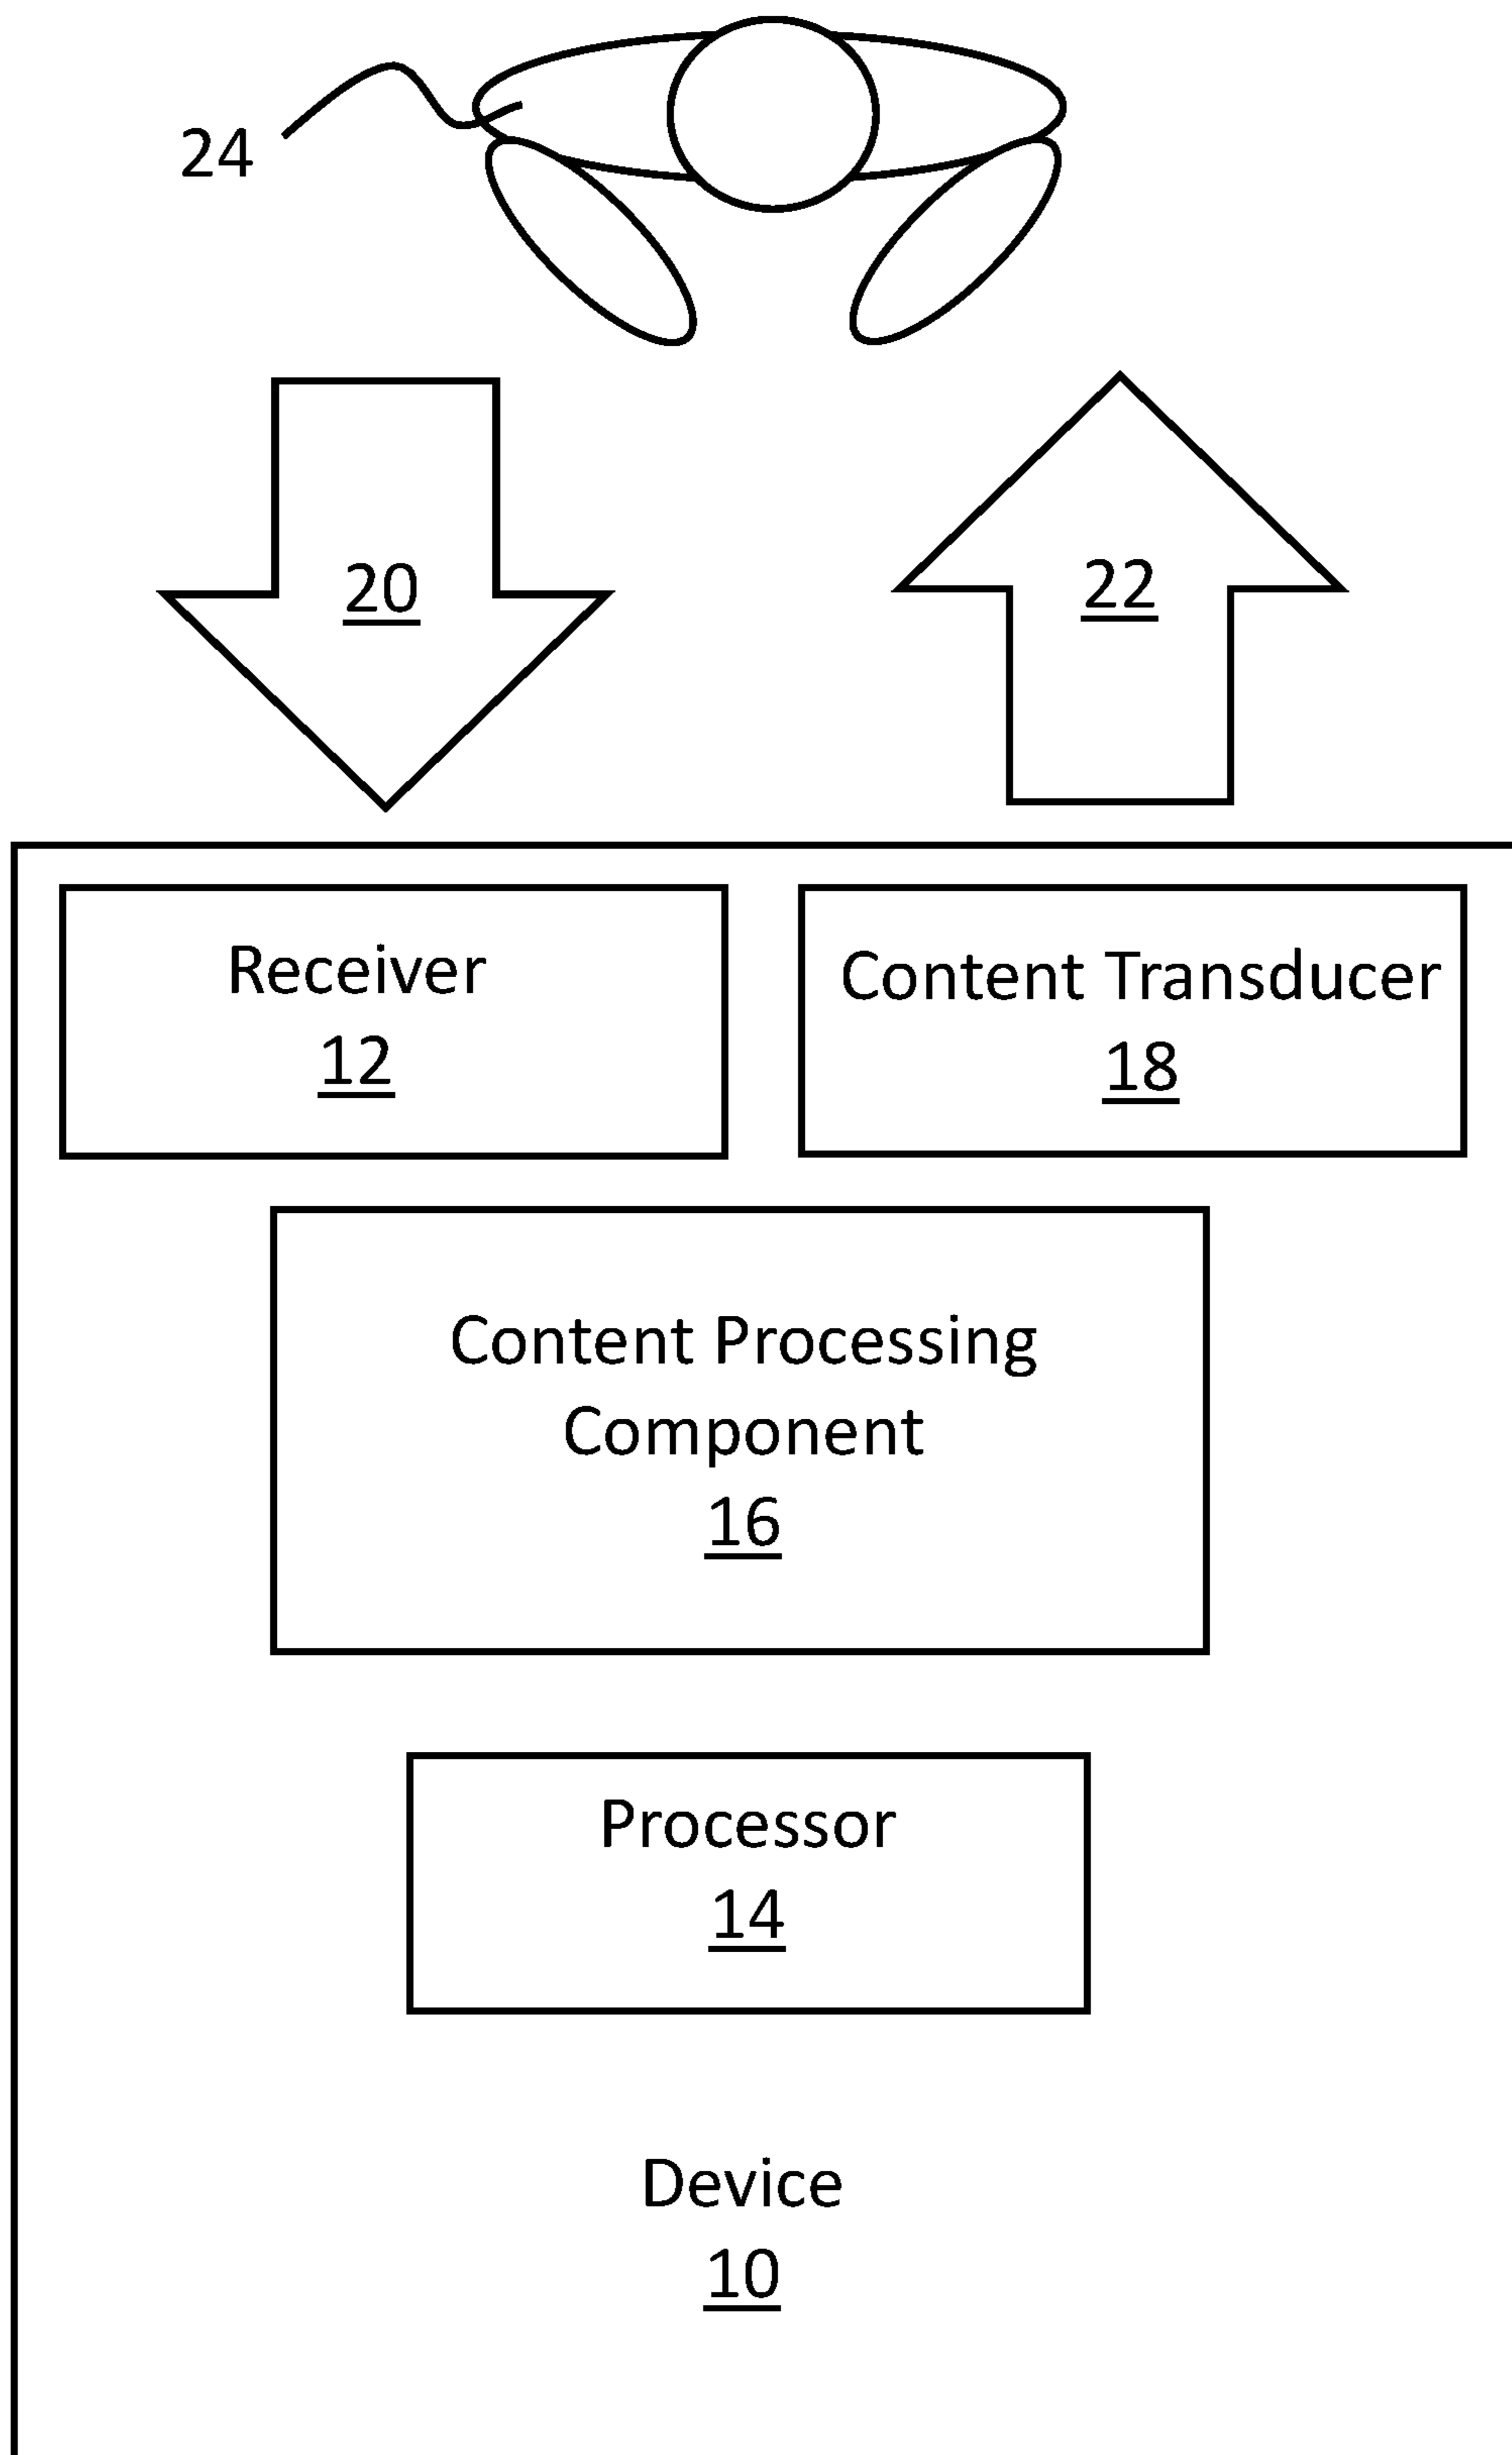 24
20
22
Receiver
12
Content Transducer
18
Content Processing
Component
16
Processor
14
Device
10